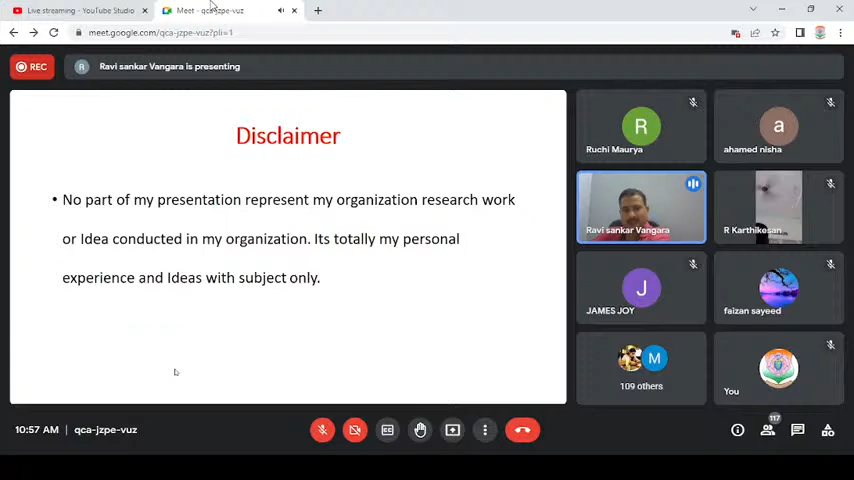 Live streaming - YouTube Studio
Meet - qca-jzpe-vuz
meet.google.com/qca-jzpe-vuz?pli=1
REC
R
Ravi sankar Vangara is presenting
Disclaimer
• No part of my presentation represent my organization research work
or Idea conducted in my organization. Its totally my personal
experience and Ideas with subject only.
R
Ruchi Maurya
a
ahamed nisha
Ravi sankar Vangara
R Karthikesan
J
JAMES JOY
faizan sayeed
M
109 others
You
10:57 AM | qca-jzpe-vuz
117